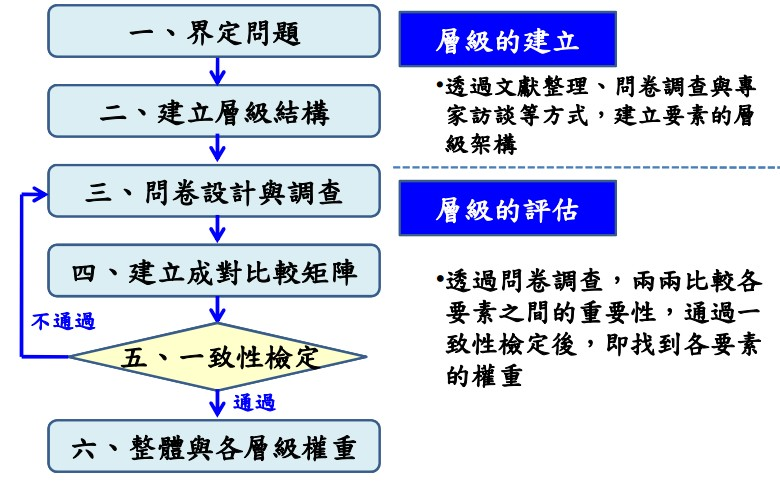 一、界定問題
二、建立層級結構
三、問卷設計與調查
四、建立成對比較矩陣
不通過
五、一致性檢定
通過
六、整體與各層級權重
層級的建立
•透過文獻整理、問卷調查與專
家訪談等方式，建立要素的層
級架構
層級的評估
•透過問卷調查，兩兩比較各
要素之間的重要性，通過一
致性檢定後，即找到各要素
的權重